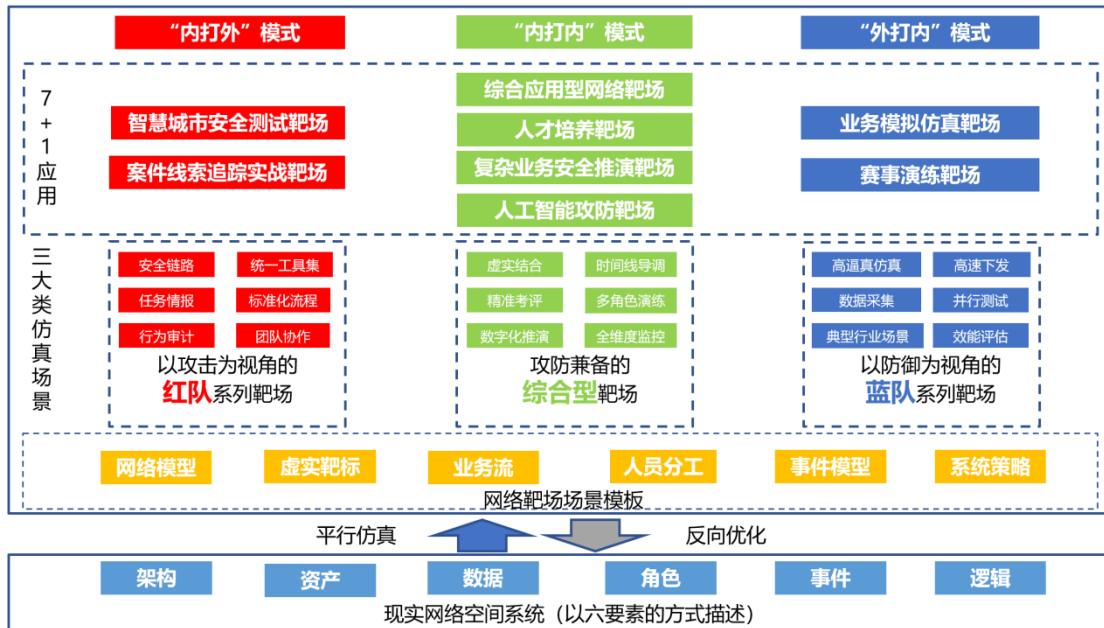 “内打外”模式
“内打内”模式
“外打内”模式
7+1应用
智慧城市安全测试靶场
案件线索追踪实战靶场
综合应用型网络靶场
人才培养靶场
复杂业务安全推演靶场
人工智能攻防靶场
业务模拟仿真靶场
赛事演练靶场
三大类仿真场景
安全链路 统一工具集
任务情报 标准化流程
行为审计 团队协作
以攻击为视角的
红队系列靶场
虚实结合 时间线导调
精准考评 多角色演练
数字化推演 全维度监控
攻防兼备的
综合型靶场
高逼真仿真 高速下发
数据采集 并行测试
典型行业场景 效能评估
以防御为视角的
蓝队系列靶场
网络模型 虚实靶标 业务流 人员分工 事件模型 系统策略
网络靶场场景模板
平行仿真 反向优化
架构 资产 数据 角色 事件 逻辑
现实网络空间系统（以六要素的方式描述）